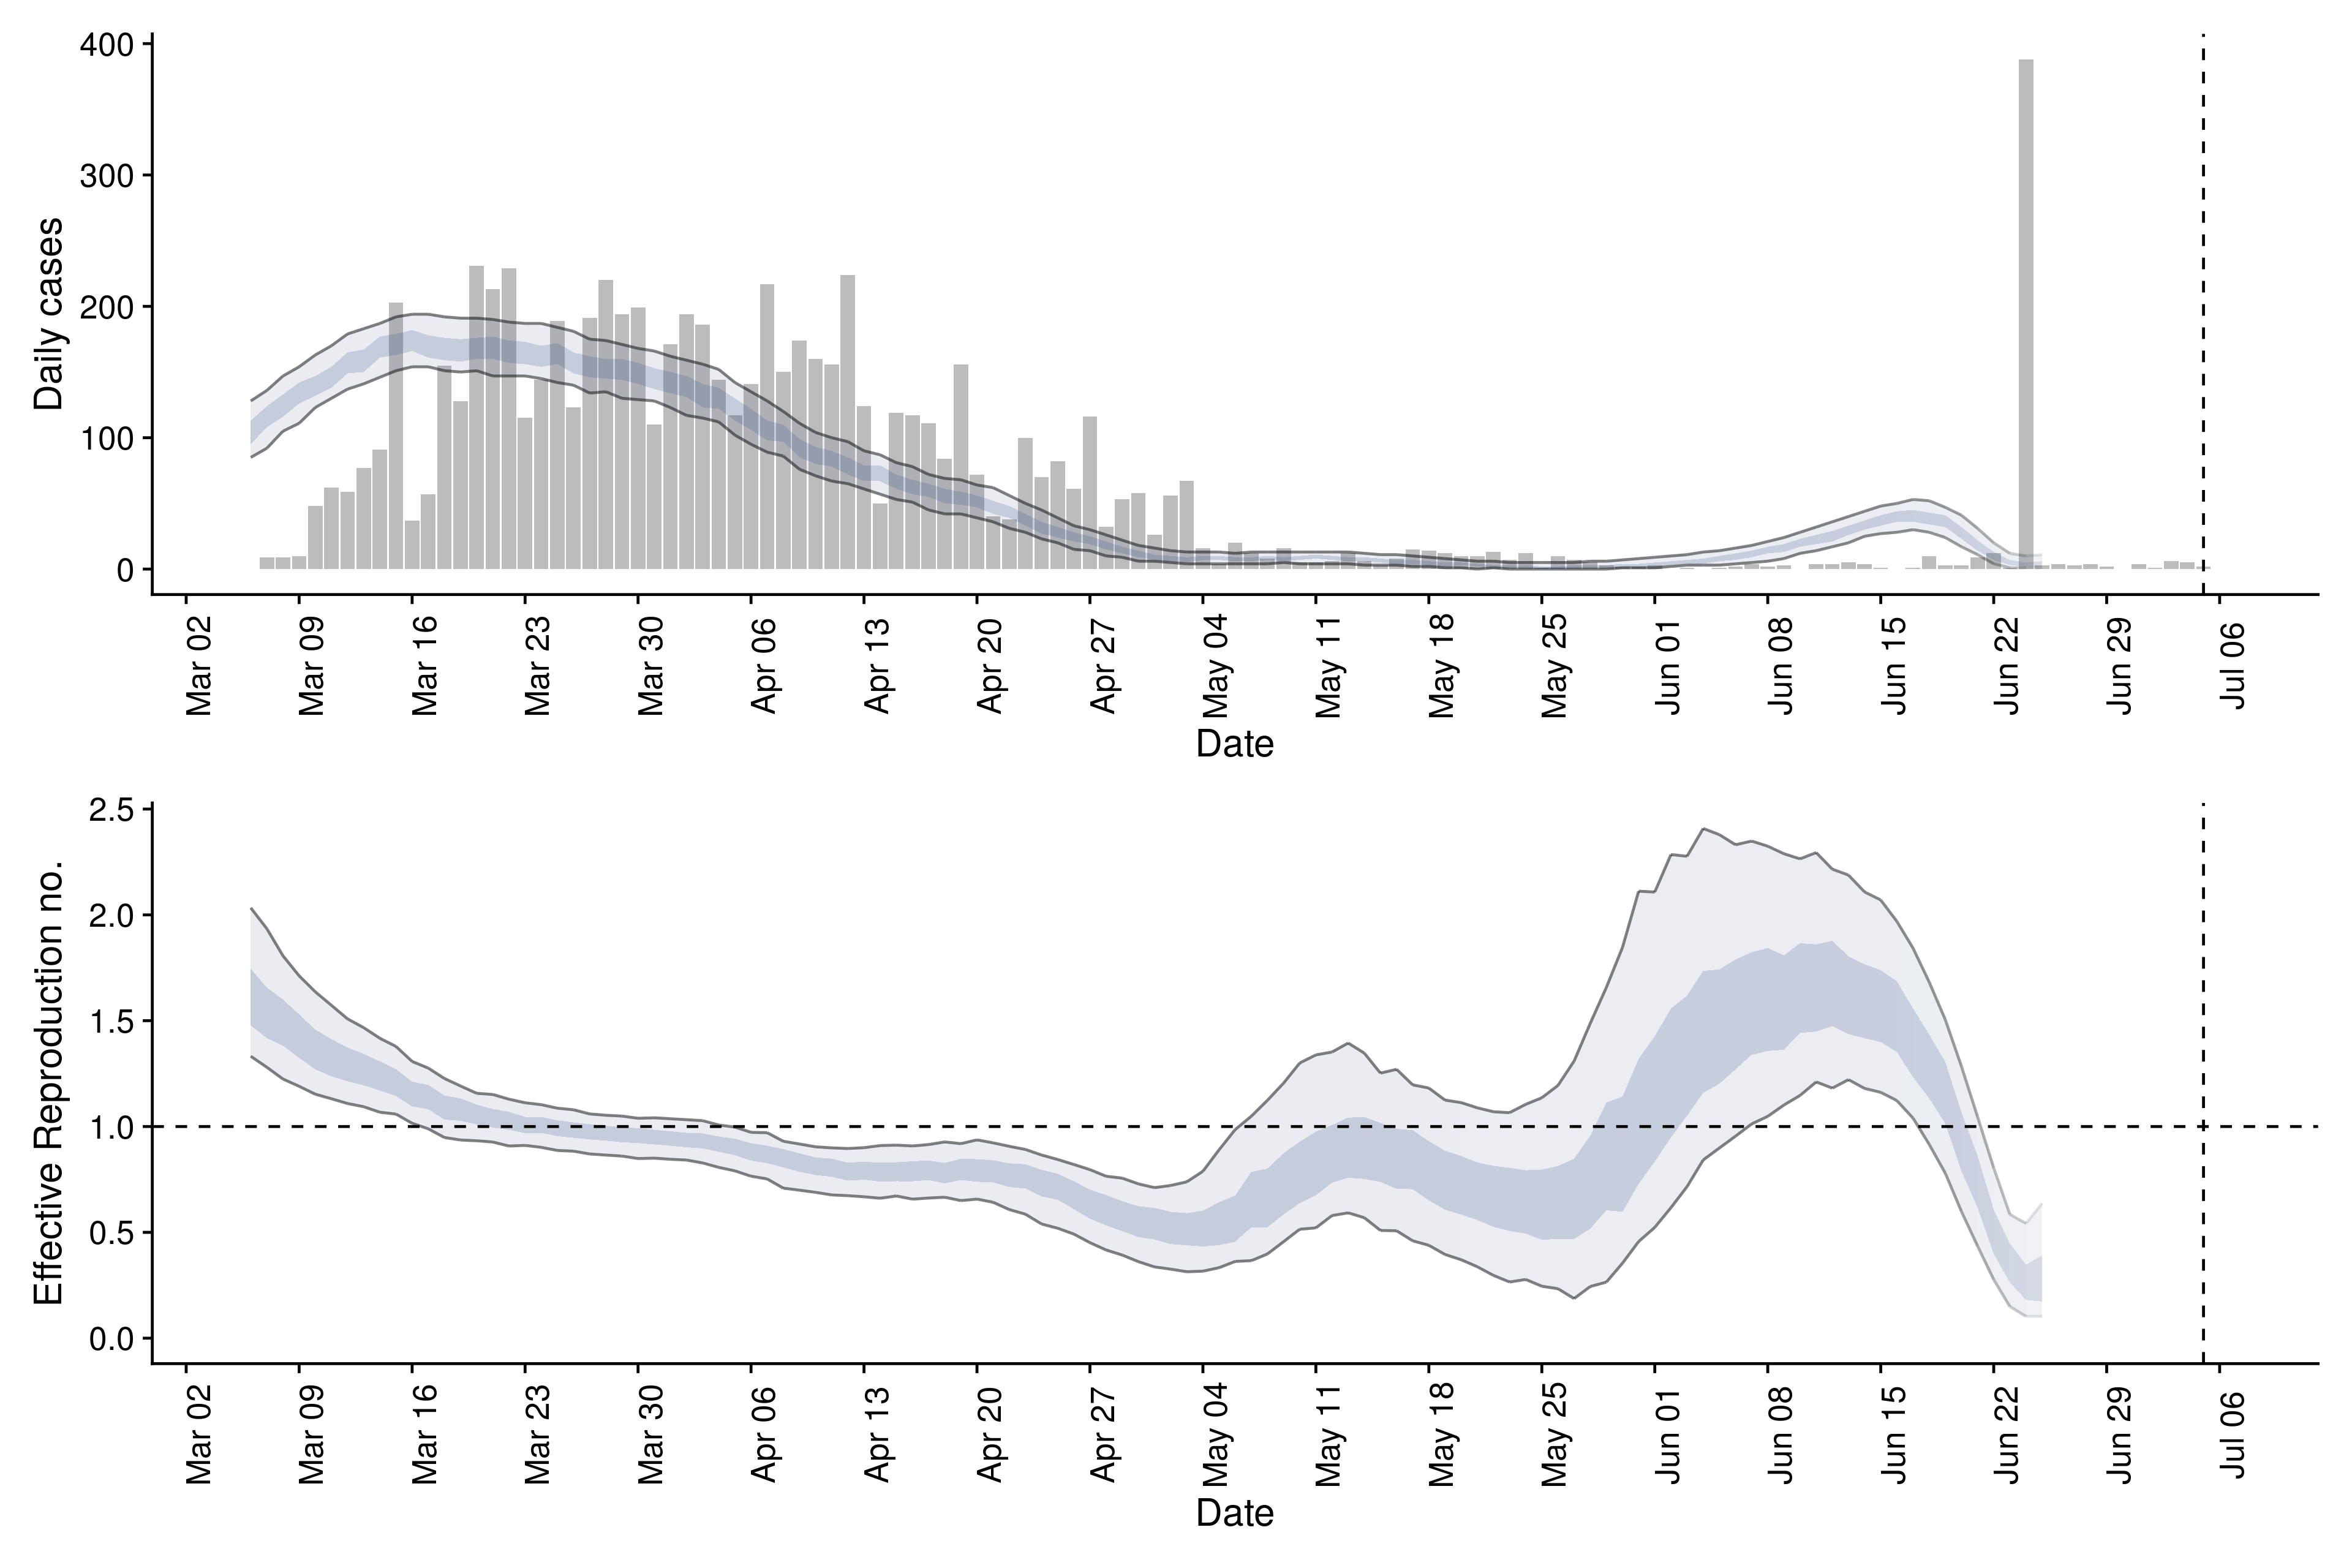 Daily cases
400
300
200
100
0
Mar 02
Mar 09
Mar 16
Mar 23
Mar 30
Apr 06
Apr 13
Apr 20
Apr 27
May 04
May 11
May 18
May 25
Jun 01
Jun 08
Jun 15
Jun 22
Jun 29
Jul 06
Date
Effective Reproduction no.
2.5
2.0
1.5
1.0
0.5
0.0
Mar 02
Mar 09
Mar 16
Mar 23
Mar 30
Apr 06
Apr 13
Apr 20
Apr 27
May 04
May 11
May 18
May 25
Jun 01
Jun 08
Jun 15
Jun 22
Jun 29
Jul 06
Date